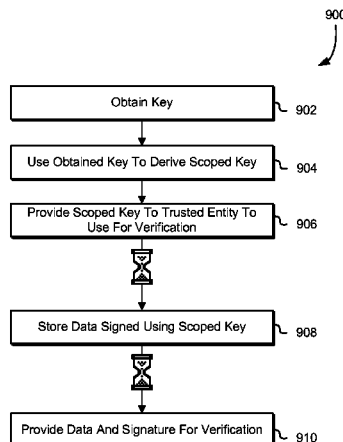 900
Obtain Key
902
Use Obtained Key To Derive Scoped Key
904
Provide Scoped Key To Trusted Entity To
Use For Verification
906
Store Data Signed Using Scoped Key
908
Provide Data And Signature For Verification
910